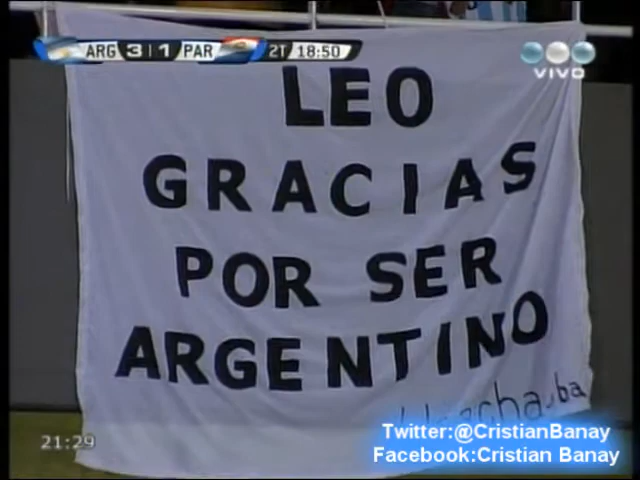 ARG 3 1 PAR 2T 18:50
VIVO
LEO
GRACIAS
POR SER
ARGENTINO
21:29
Twitter:@CristianBanay
Facebook:Cristian Banay